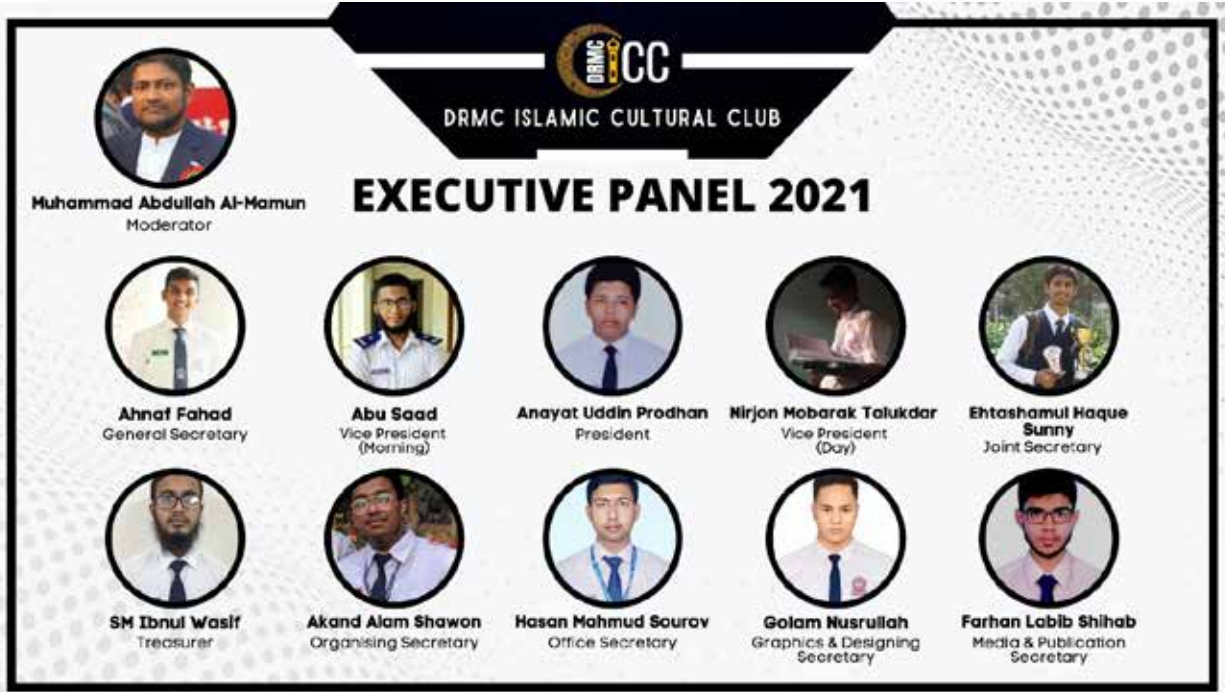 DRMC
iCC
DRMC ISLAMIC CULTURAL CLUB
EXECUTIVE PANEL 2021
Muhammad Abdullah Al-Mamun
Moderator
Ahnaf Fahad
General Secretary
Abu Saad
Vice President
(Morning)
Anayat Uddin Prodhan
President
Nirjon Mobarak Talukdar
Vice President
(Day)
Ehtashamul Haque
Sunny
Joint Secretary
SM Ibnul Wasif
Treasurer
Akand Alam Shawon
Organising Secretary
Hasan Mahmud Sourov
Office Secretary
Golam Nusrullah
Graphics & Designing
Secretary
Farhan Labib Shihab
Media & Publication
Secretary